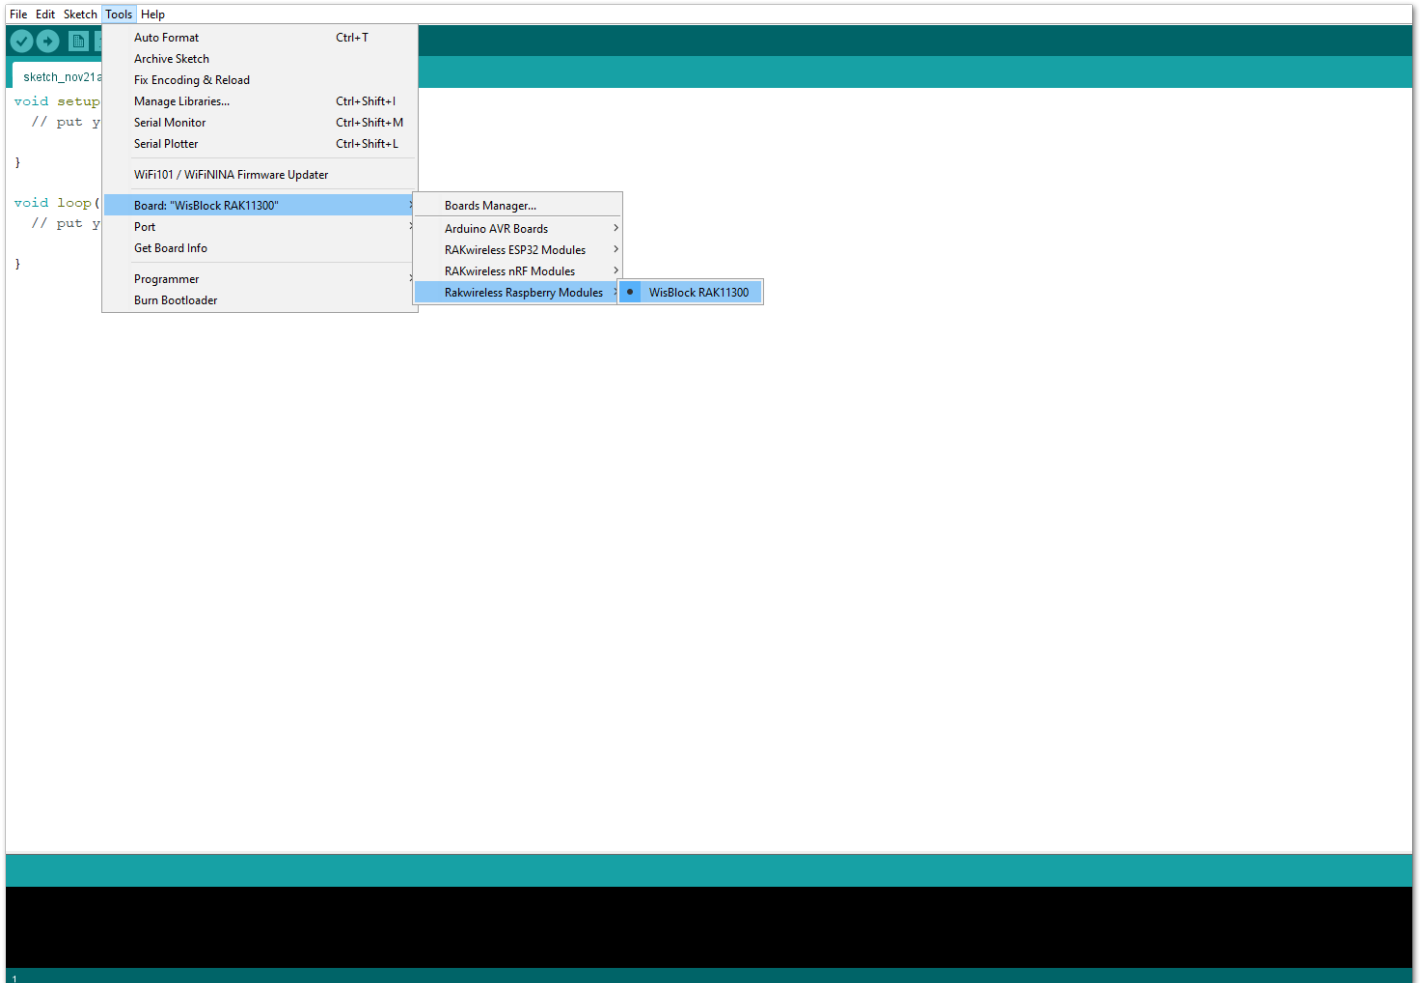 File Edit Sketch Tools Help
sketch_nov21a
void setup
// put y
}
void loop(
// put y
}
Auto Format Ctrl+T
Archive Sketch
Fix Encoding & Reload
Manage Libraries... Ctrl+Shift+I
Serial Monitor Ctrl+Shift+M
Serial Plotter Ctrl+Shift+L
WiFi101 / WiFiNINA Firmware Updater
Board: "WisBlock RAK11300"
Port
Get Board Info
Programmer
Burn Bootloader
Boards Manager...
Arduino AVR Boards
RAKwireless ESP32 Modules
RAKwireless nRF Modules
Rakwireless Raspberry Modules
WisBlock RAK11300
1